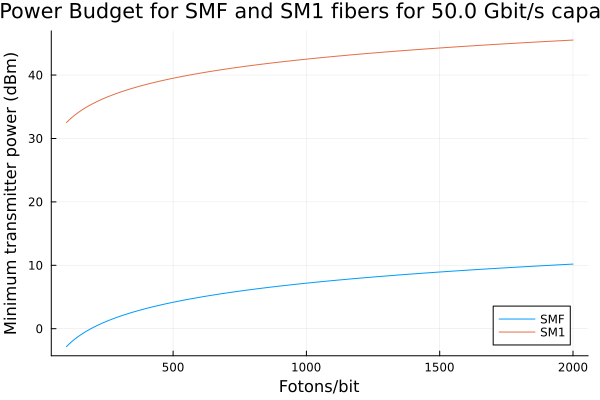 Power Budget for SMF and SM1 fibers for 50.0 Gbit/s capa
Minimum transmitter power (dBm)
40
30
20
10
0
500
1000
1500
2000
Fotons/bit
SMF
SM1